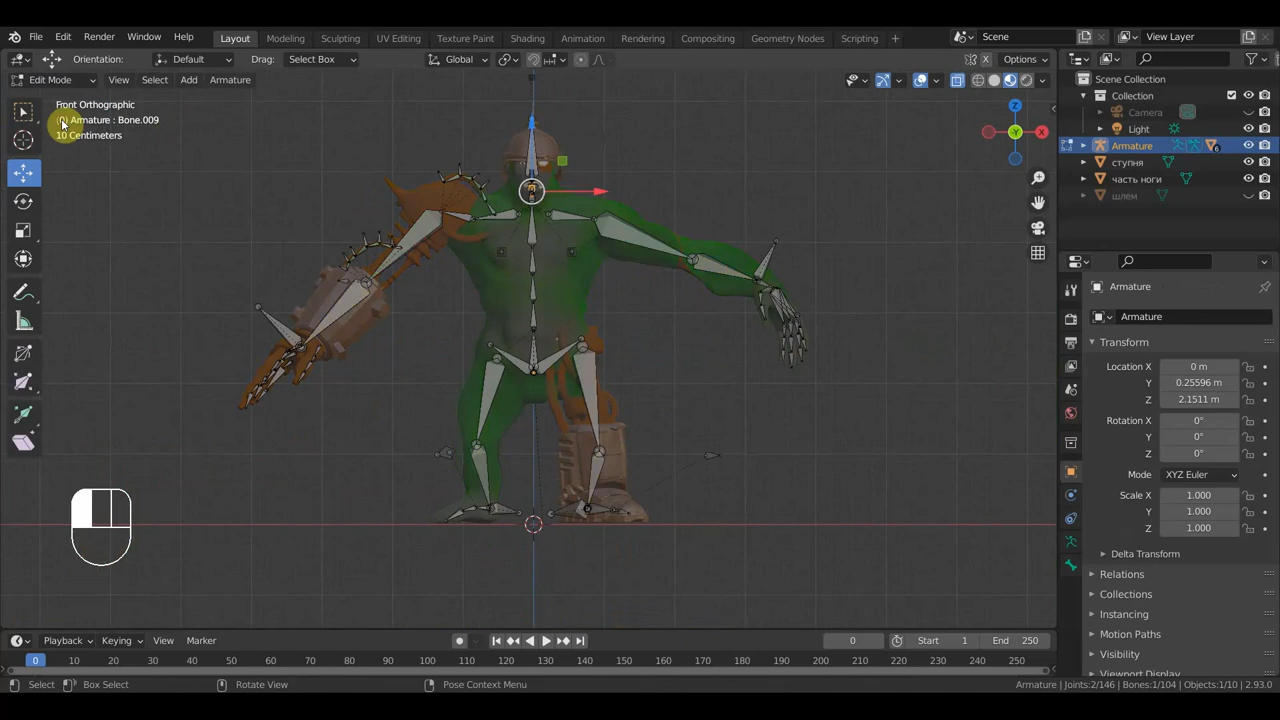 File Edit Render Window Help Layout Modeling Sculpting UV Editing Texture Paint Shading Animation Rendering Compositing Geometry Nodes Scripting + Scene View Layer
Orientation: Default Drag: Select Box Global X Options
Edit Mode View Select Add Armature
Scene Collection
Collection
Camera
Light
Armature 6
ступня
часть ноги
шлем
Front Orthographic
(0) Armature : Bone.009
10 Centimeters
Z
Y
X
Armature
Armature
Transform
Location X 0 m
Y 0.25596 m
Z 2.1511 m
Rotation X 0°
Y 0°
Z 0°
Mode XYZ Euler
Scale X 1.000
Y 1.000
Z 1.000
Delta Transform
Relations
Collections
Instancing
Motion Paths
Visibility
Viewport Display
Playback Keying View Marker 0 Start 1 End 250
0 10 20 30 40 50 60 70 80 90 100 110 120 130 140 150 160 170 180 190 200 210 220 230 240 250
Select Box Select Rotate View Pose Context Menu Armature | Joints:2/146 | Bones:1/104 | Objects:1/10 | 2.93.0